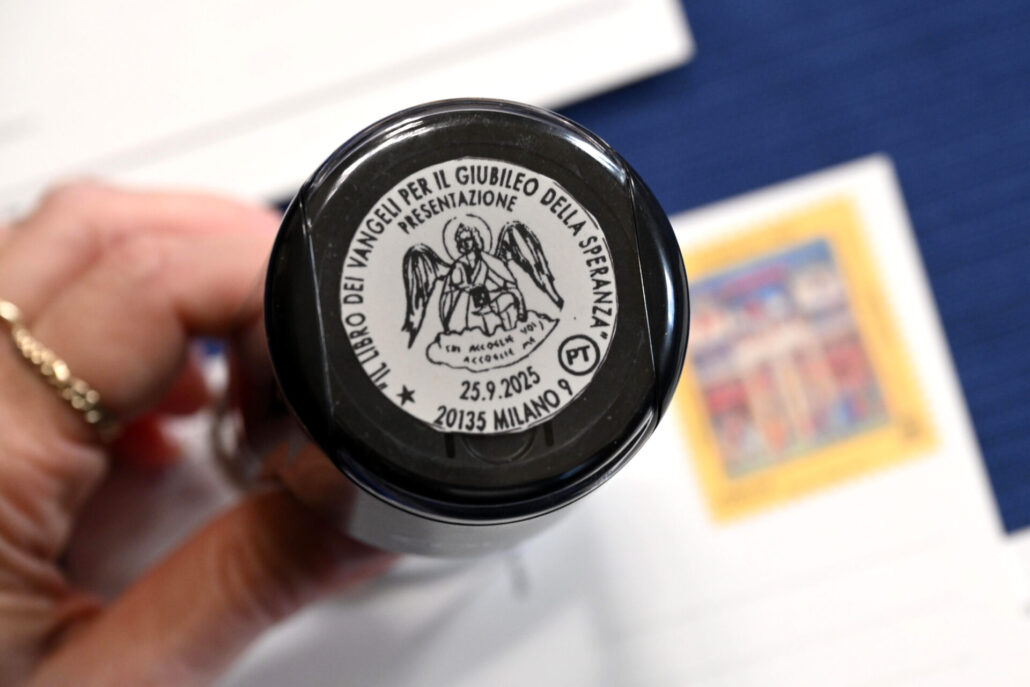 "IL LIBRO DEI VANGELI PER IL GIUBILEO DELLA SPERANZA"
PRESENTAZIONE
CHI ACCOGLIE VOI
ACCOGLIE ME
PT
25.9.2025
20135 MILANO 9